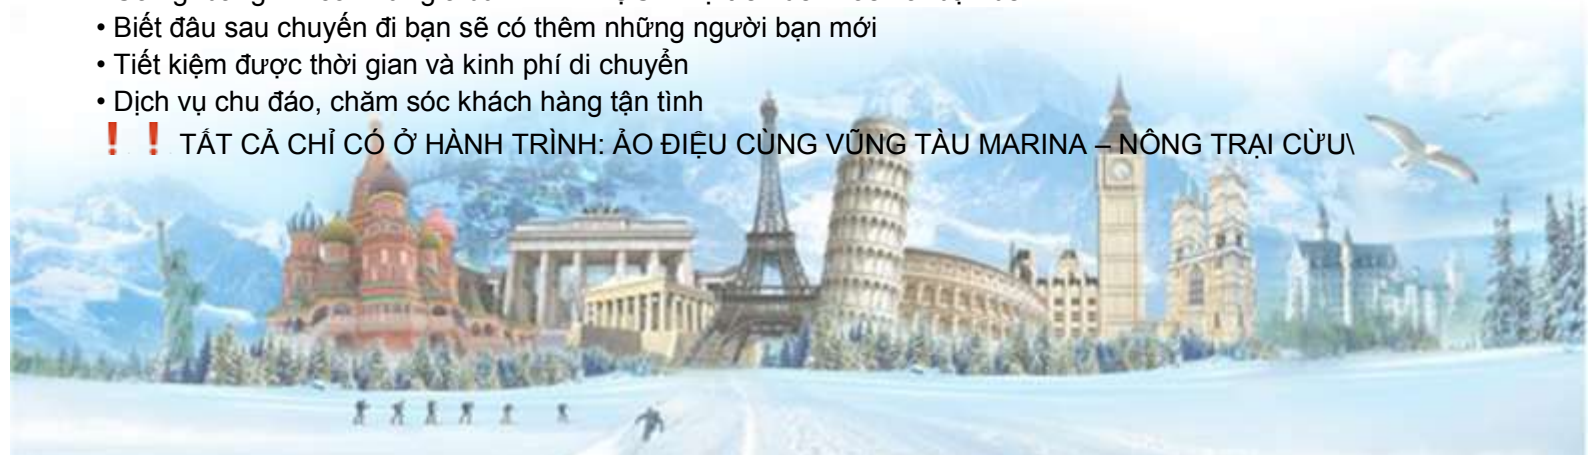 • Biết đâu sau chuyến đi bạn sẽ có thêm những người bạn mới
• Tiết kiệm được thời gian và kinh phí di chuyển
• Dịch vụ chu đáo, chăm sóc khách hàng tận tình
❗❗ TẤT CẢ CHỈ CÓ Ở HÀNH TRÌNH: ẢO ĐIỆU CÙNG VŨNG TÀU MARINA – NÔNG TRẠI CỪU\